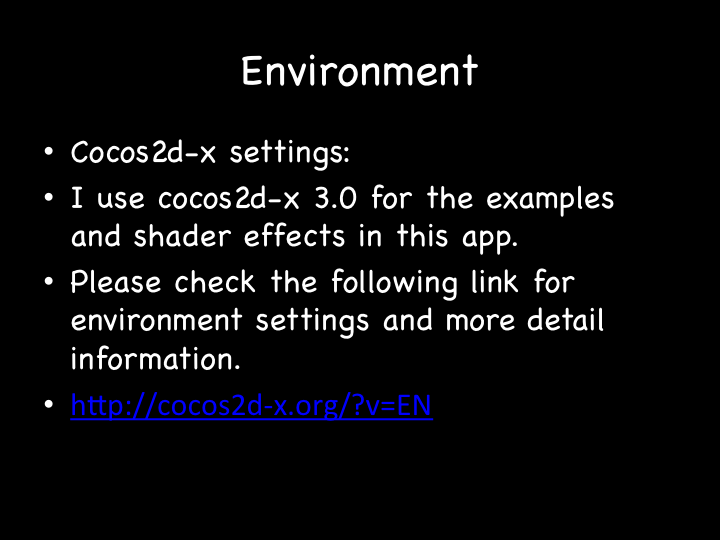 Environment
• Cocos2d-x settings:
• I use cocos2d-x 3.0 for the examples
and shader effects in this app.
• Please check the following link for
environment settings and more detail
information.
• http://cocos2d-x.org/?v=EN